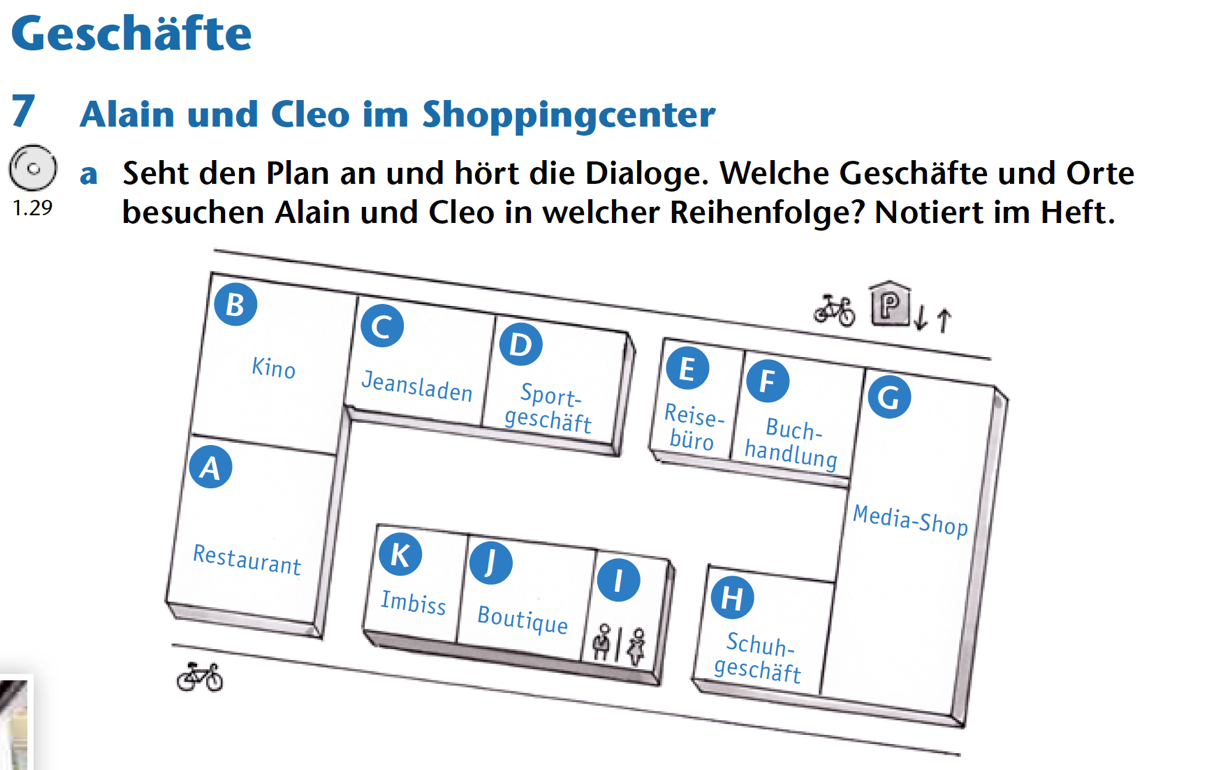 Geschäfte
7 Alain und Cleo im Shoppingcenter
1.29
a Seht den Plan an und hört die Dialoge. Welche Geschäfte und Orte
besuchen Alain und Cleo in welcher Reihenfolge? Notiert im Heft.
P
B
Kino
C
Jeansladen
D
Sport-
geschäft
E
Reise-
büro
F
Buch-
handlung
G
Media-Shop
A
Restaurant
K
Imbiss
J
Boutique
I
H
Schuh-
geschäft